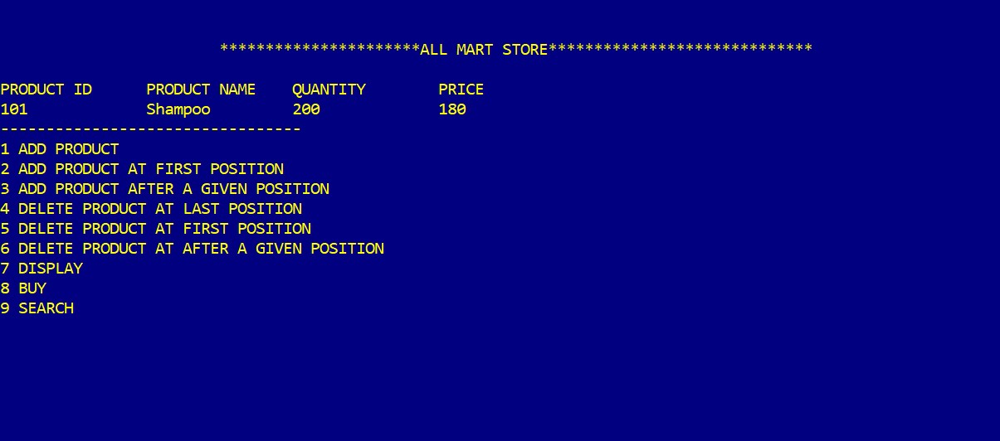 **********************ALL MART STORE*****************************
PRODUCT ID PRODUCT NAME QUANTITY PRICE
101 Shampoo 200 180
---------------------------------
1 ADD PRODUCT
2 ADD PRODUCT AT FIRST POSITION
3 ADD PRODUCT AFTER A GIVEN POSITION
4 DELETE PRODUCT AT LAST POSITION
5 DELETE PRODUCT AT FIRST POSITION
6 DELETE PRODUCT AT AFTER A GIVEN POSITION
7 DISPLAY
8 BUY
9 SEARCH